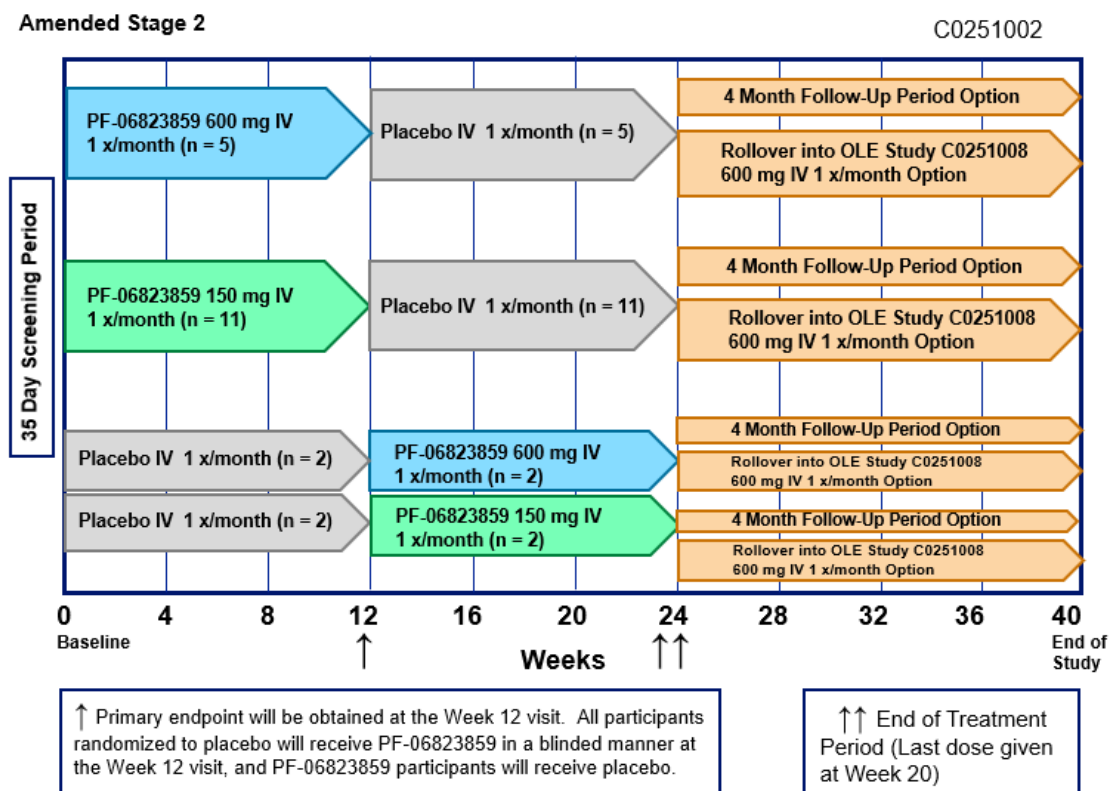 Amended Stage 2
C0251002
35 Day Screening Period
PF-06823859 600 mg IV
1 x/month (n = 5)
Placebo IV 1 x/month (n = 5)
4 Month Follow-Up Period Option
Rollover into OLE Study C0251008
600 mg IV 1 x/month Option
PF-06823859 150 mg IV
1 x/month (n = 11)
Placebo IV 1 x/month (n = 11)
4 Month Follow-Up Period Option
Rollover into OLE Study C0251008
600 mg IV 1 x/month Option
Placebo IV 1 x/month (n = 2)
PF-06823859 600 mg IV
1 x/month (n = 2)
4 Month Follow-Up Period Option
Rollover into OLE Study C0251008
600 mg IV 1 x/month Option
Placebo IV 1 x/month (n = 2)
PF-06823859 150 mg IV
1 x/month (n = 2)
4 Month Follow-Up Period Option
Rollover into OLE Study C0251008
600 mg IV 1 x/month Option
0 4 8 12 16 20 24 28 32 36 40
Baseline
End of
Study
↑ Weeks ↑↑
↑ Primary endpoint will be obtained at the Week 12 visit. All participants
randomized to placebo will receive PF-06823859 in a blinded manner at
the Week 12 visit, and PF-06823859 participants will receive placebo.
↑↑ End of Treatment
Period (Last dose given
at Week 20)